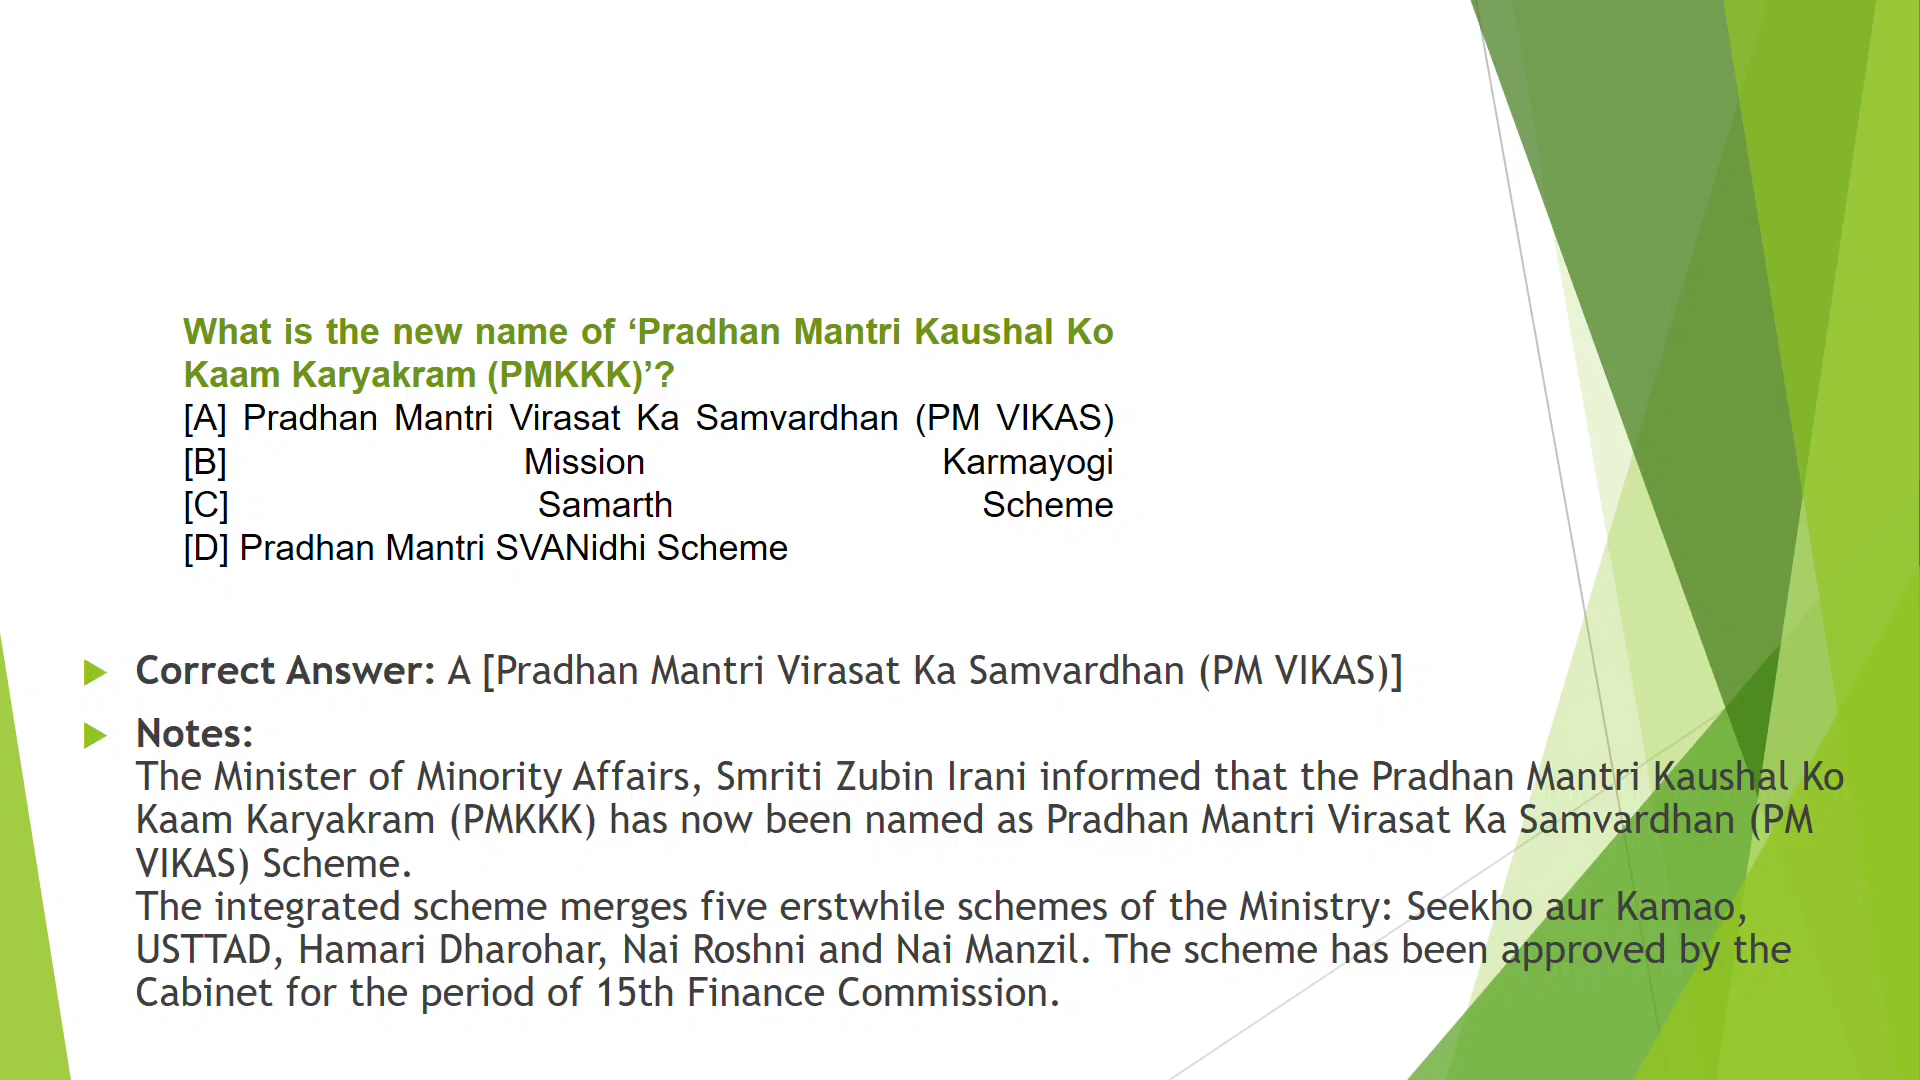 What is the new name of ‘Pradhan Mantri Kaushal Ko
Kaam Karyakram (PMKKK)’?
[A] Pradhan Mantri Virasat Ka Samvardhan (PM VIKAS)
[B] Mission Karmayogi
[C] Samarth Scheme
[D] Pradhan Mantri SVANidhi Scheme
Correct Answer: A [Pradhan Mantri Virasat Ka Samvardhan (PM VIKAS)]
Notes:
The Minister of Minority Affairs, Smriti Zubin Irani informed that the Pradhan Mantri Kaushal Ko
Kaam Karyakram (PMKKK) has now been named as Pradhan Mantri Virasat Ka Samvardhan (PM
VIKAS) Scheme.
The integrated scheme merges five erstwhile schemes of the Ministry: Seekho aur Kamao,
USTTAD, Hamari Dharohar, Nai Roshni and Nai Manzil. The scheme has been approved by the
Cabinet for the period of 15th Finance Commission.